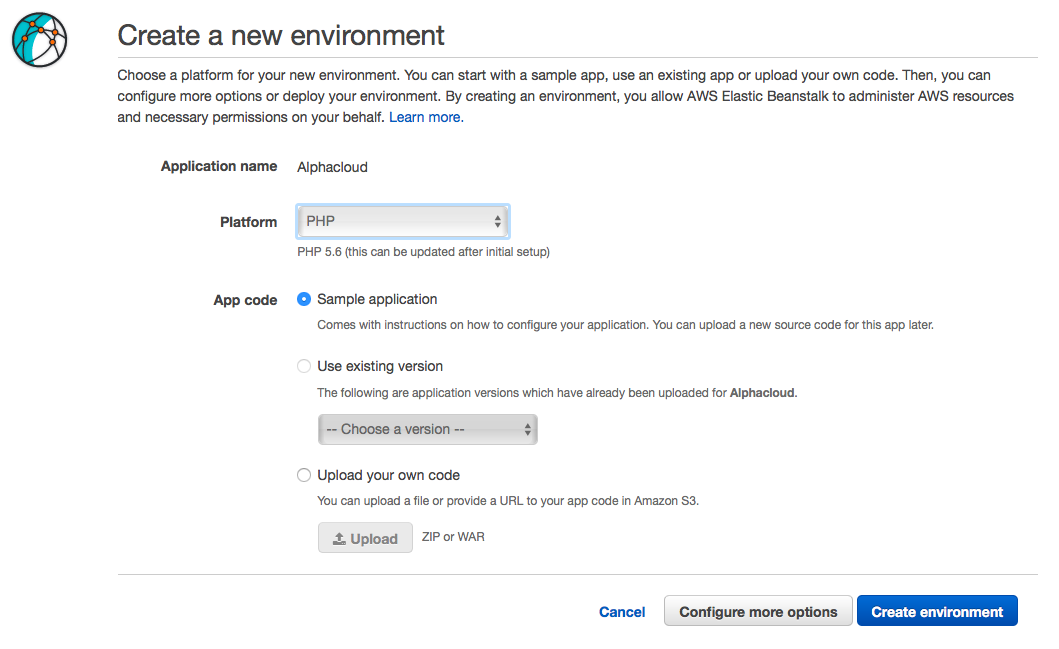 Create a new environment
Choose a platform for your new environment. You can start with a sample app, use an existing app or upload your own code. Then, you can
configure more options or deploy your environment. By creating an environment, you allow AWS Elastic Beanstalk to administer AWS resources
and necessary permissions on your behalf. Learn more.
Application name Alphacloud
Platform PHP
PHP 5.6 (this can be updated after initial setup)
App code Sample application
Comes with instructions on how to configure your application. You can upload a new source code for this app later.
Use existing version
The following are application versions which have already been uploaded for Alphacloud.
-- Choose a version --
Upload your own code
You can upload a file or provide a URL to your app code in Amazon S3.
Upload ZIP or WAR
Cancel Configure more options Create environment